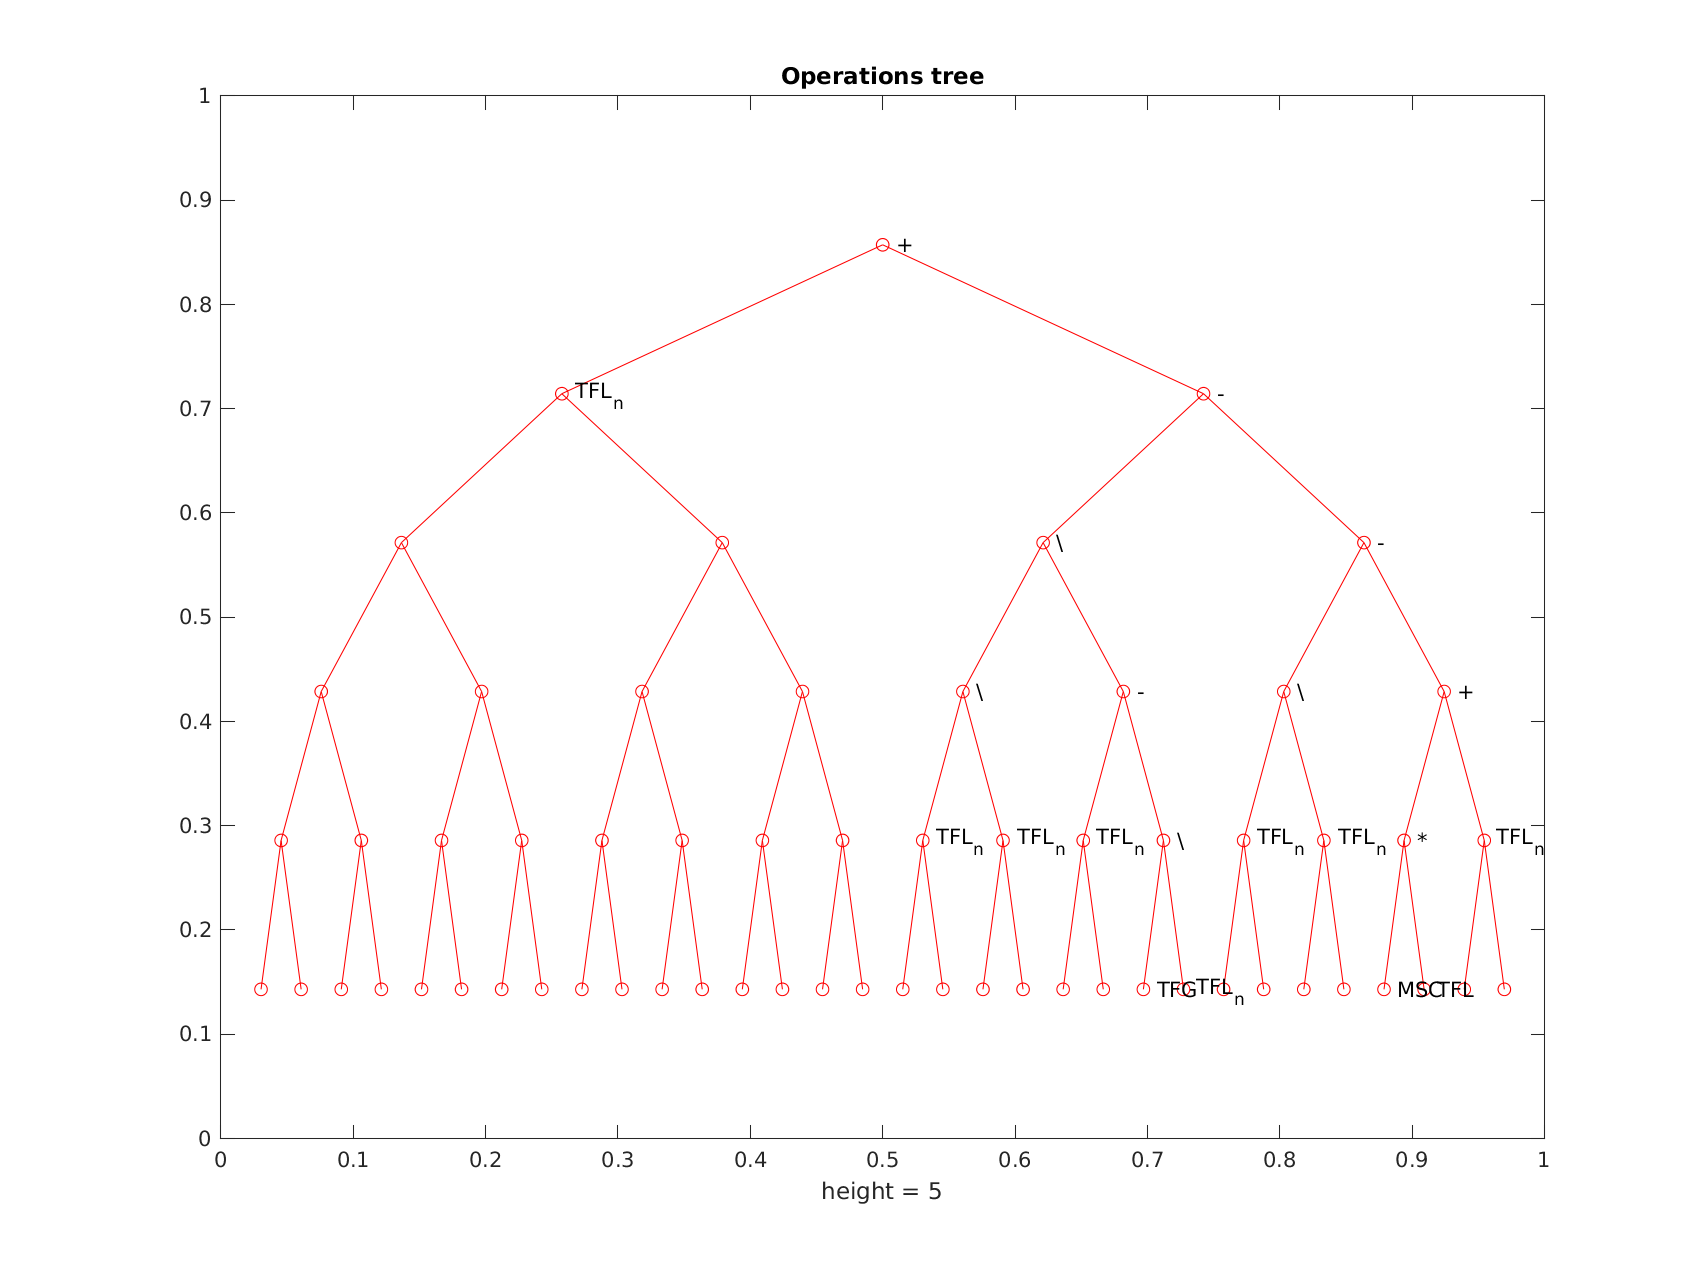 Operations tree
1
0.9
+
0.8
TFLn -
0.7
0.6
\ -
0.5
\ - \ +
0.4
0.3
TFLn TFLn TFLn \ TFLn TFLn * TFLn
0.2
TFG TFLn MSC TFL
0.1
0
0 0.1 0.2 0.3 0.4 0.5 0.6 0.7 0.8 0.9 1
height = 5